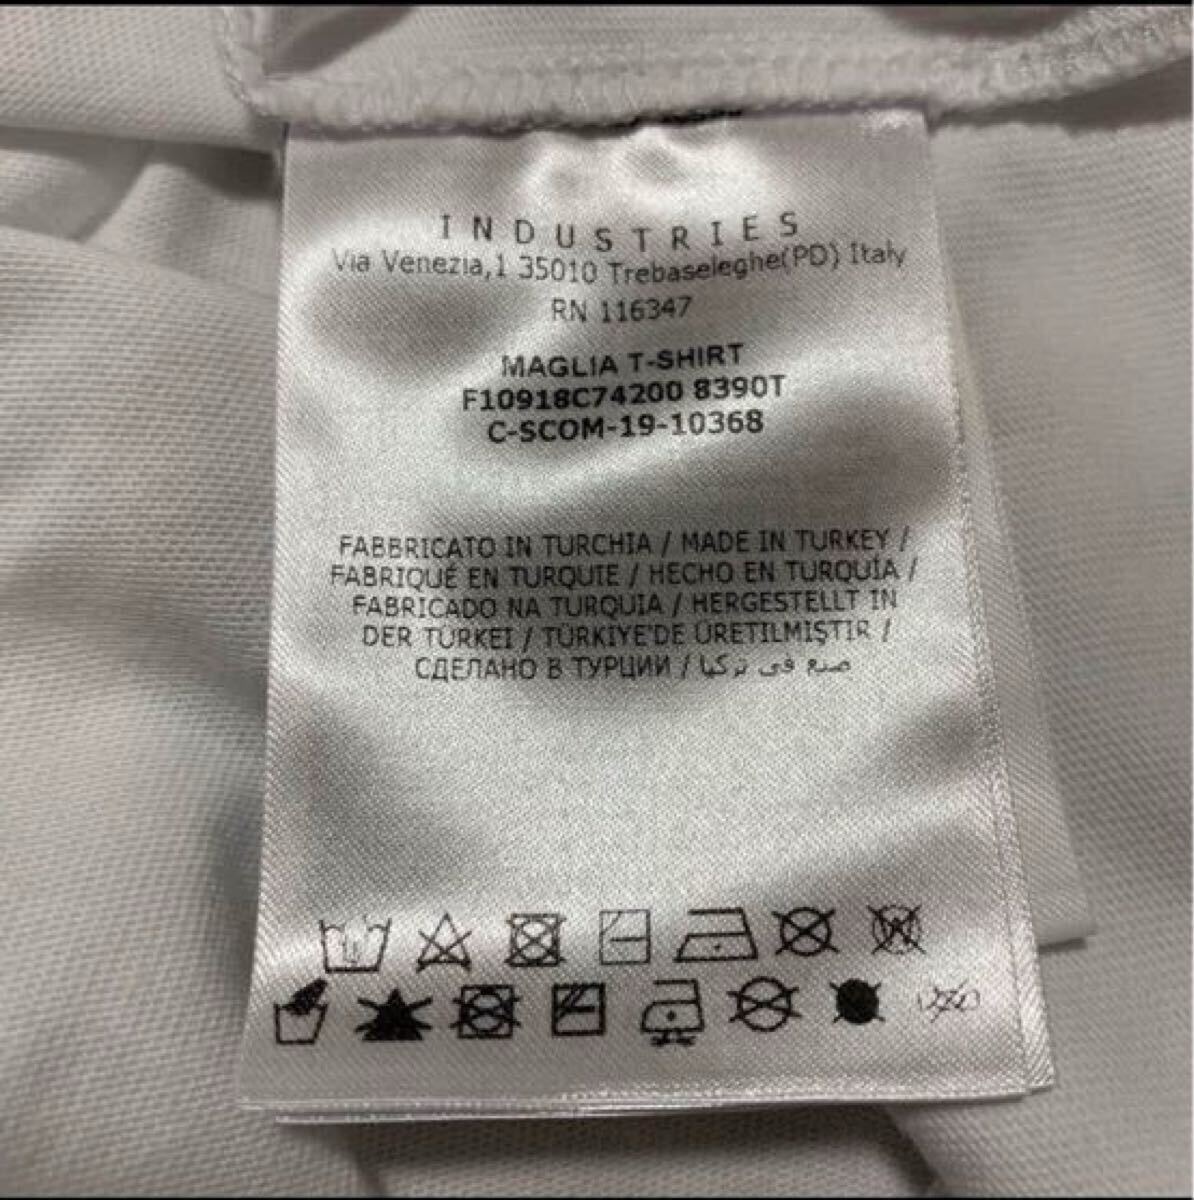 INDUSTRIES
Via Venezia,1 35010 Trebaseleghe(PD) Italy
RN 116347
MAGLIA T-SHIRT
F10918C74200 8390T
C-SCOM-19-10368
FABBRICATO IN TURCHIA / MADE IN TURKEY /
FABRIQUÉ EN TURQUIE / HECHO EN TURQUÍA /
FABRICADO NA TURQUIA / HERGESTELLT IN
DER TÜRKEI / TÜRKIYE'DE ÜRETILMIŞTIR /
СДЕЛАНО В ТУРЦИИ / صنع في تركيا